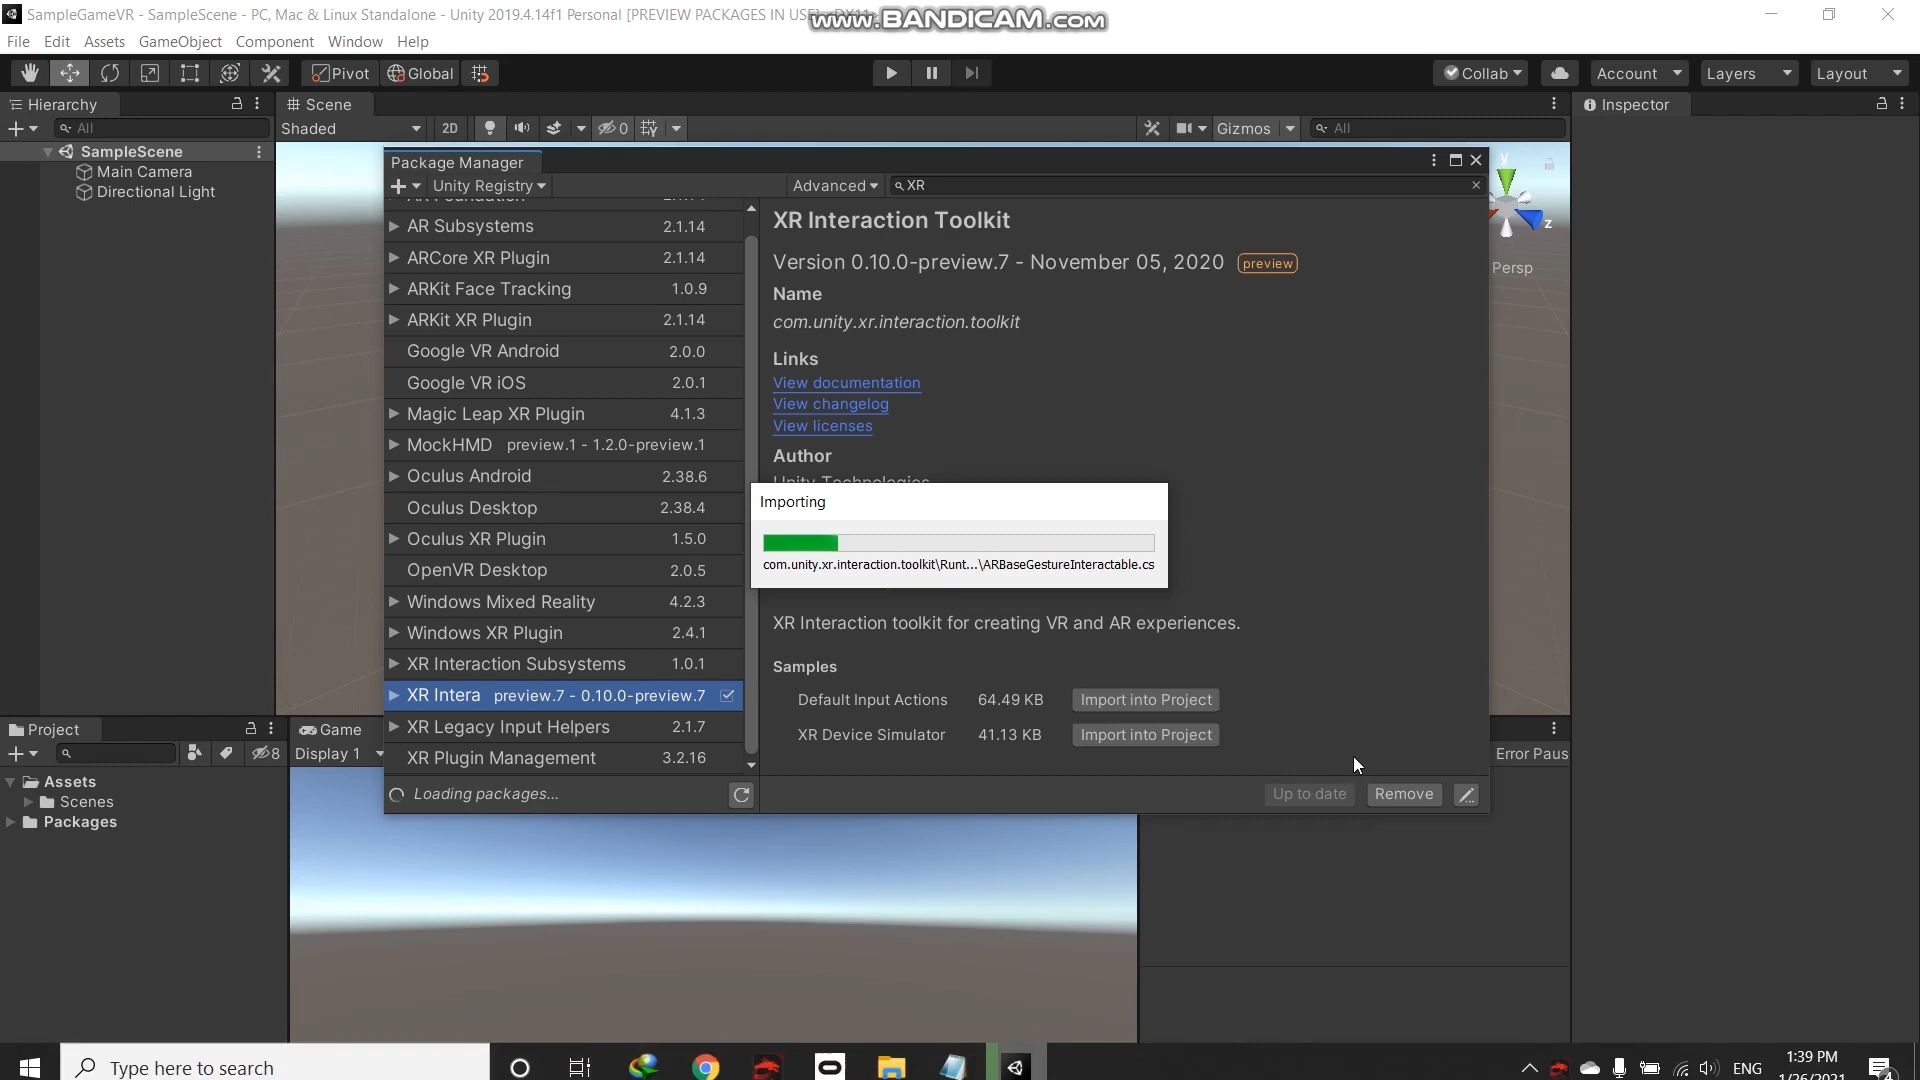 SampleGameVR - SampleScene - PC, Mac & Linux Standalone - Unity 2019.4.14f1 Personal [PREVIEW PACKAGES IN USE]
www.BANDICAM.com
File Edit Assets GameObject Component Window Help
Pivot Global Collab Account Layers Layout
Hierarchy Scene Inspector
All Shaded 2D 0 Gizmos All
SampleScene
Main Camera
Directional Light
Package Manager
Unity Registry Advanced XR
AR Subsystems 2.1.14
ARCore XR Plugin 2.1.14
ARKit Face Tracking 1.0.9
ARKit XR Plugin 2.1.14
Google VR Android 2.0.0
Google VR iOS 2.0.1
Magic Leap XR Plugin 4.1.3
MockHMD preview.1 - 1.2.0-preview.1
Oculus Android 2.38.6
Oculus Desktop 2.38.4
Oculus XR Plugin 1.5.0
OpenVR Desktop 2.0.5
Windows Mixed Reality 4.2.3
Windows XR Plugin 2.4.1
XR Interaction Subsystems 1.0.1
XR Intera preview.7 - 0.10.0-preview.7
XR Legacy Input Helpers 2.1.7
XR Plugin Management 3.2.16
Loading packages...
XR Interaction Toolkit
Version 0.10.0-preview.7 - November 05, 2020 preview
Name
com.unity.xr.interaction.toolkit
Links
View documentation
View changelog
View licenses
Author
Unity Technologies
Importing
com.unity.xr.interaction.toolkit\Runt...\ARBaseGestureInteractable.cs
XR Interaction toolkit for creating VR and AR experiences.
Samples
Default Input Actions 64.49 KB Import into Project
XR Device Simulator 41.13 KB Import into Project
Up to date Remove
y
z
Persp
Project Game
8 Display 1 Error Paus
Assets
Scenes
Packages
Type here to search
ENG
1:39 PM
1/26/2021
4